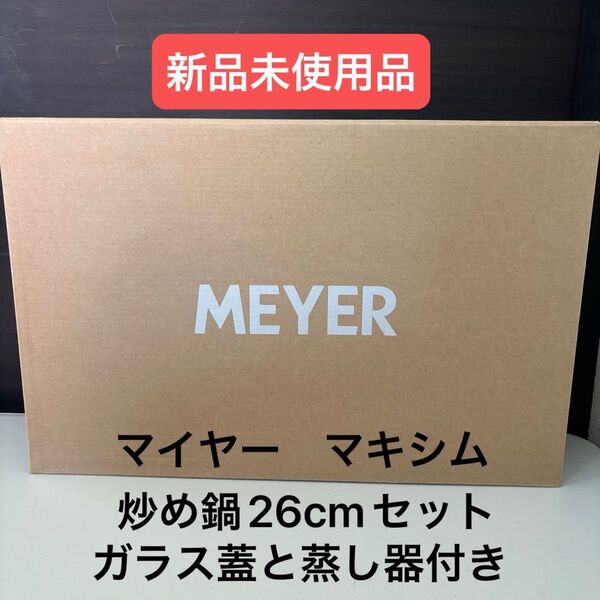 新品未使用品
MEYER
マイヤー　マキシム
炒め鍋26cmセット
ガラス蓋と蒸し器付き